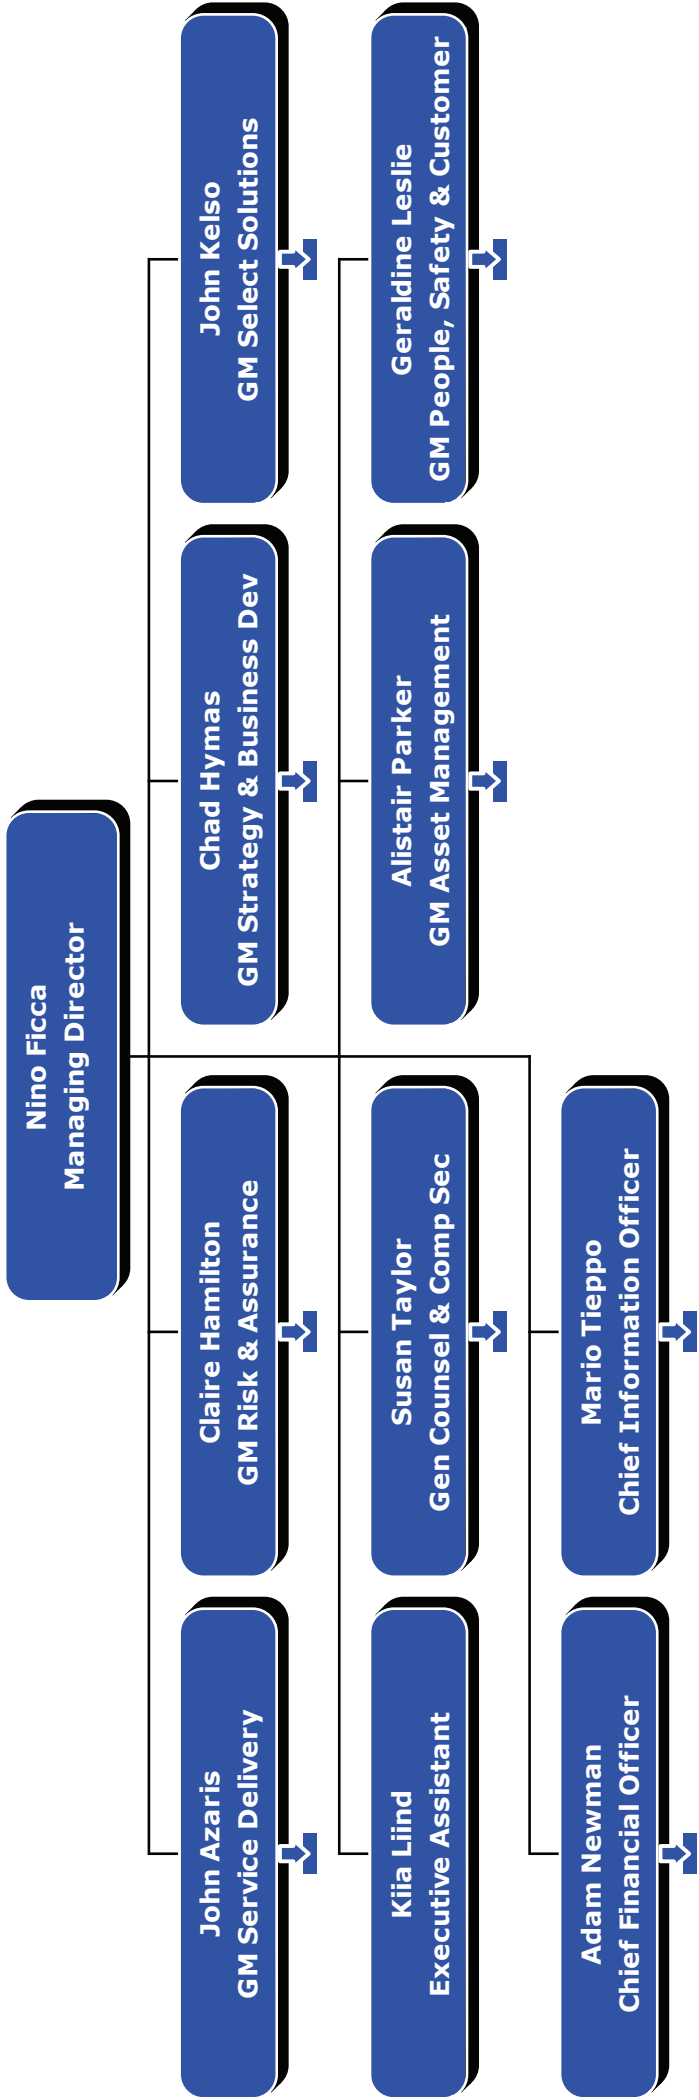 Nino Ficca
Managing Director
John Azaris
GM Service Delivery
Claire Hamilton
GM Risk & Assurance
Chad Hymas
GM Strategy & Business Dev
John Kelso
GM Select Solutions
Kiia Liind
Executive Assistant
Susan Taylor
Gen Counsel & Comp Sec
Alistair Parker
GM Asset Management
Geraldine Leslie
GM People, Safety & Customer
Adam Newman
Chief Financial Officer
Mario Tieppo
Chief Information Officer